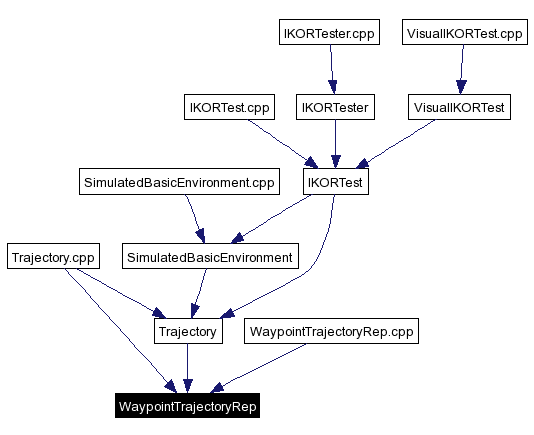 IKORTester.cpp
VisualIKORTest.cpp
IKORTest.cpp
IKORTester
VisualIKORTest
SimulatedBasicEnvironment.cpp
IKORTest
Trajectory.cpp
SimulatedBasicEnvironment
Trajectory
WaypointTrajectoryRep.cpp
WaypointTrajectoryRep